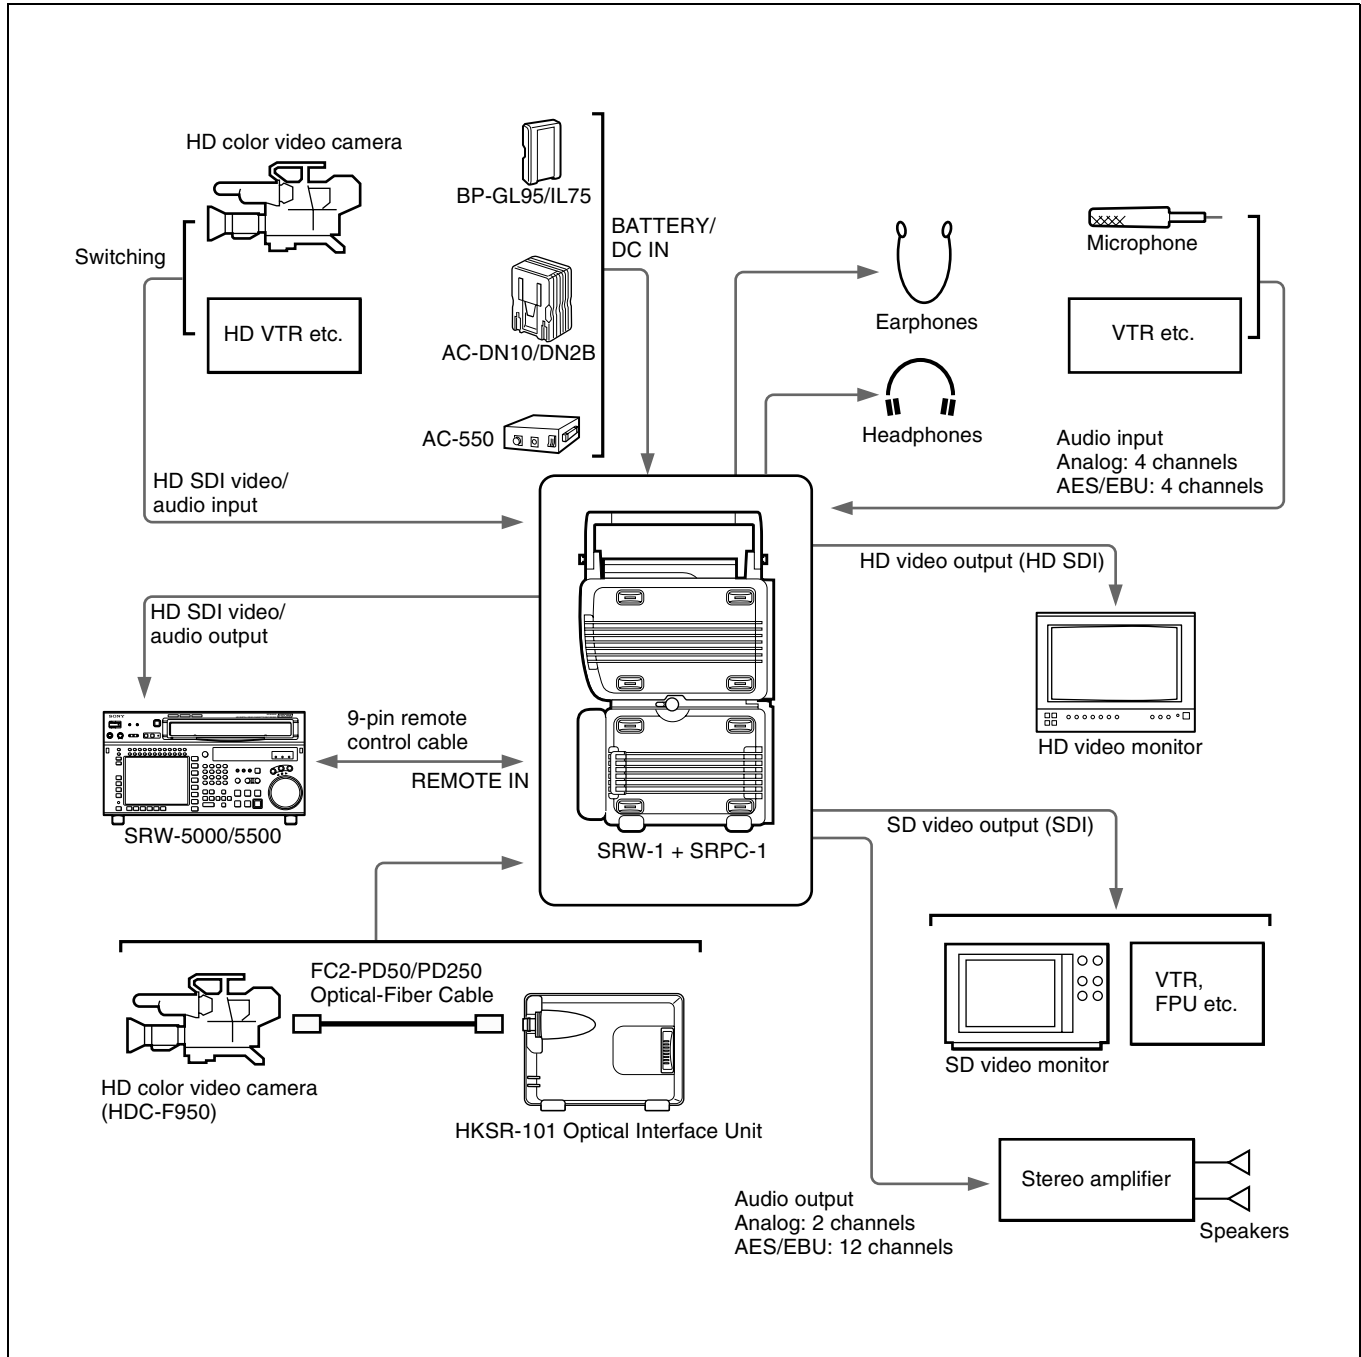 HD color video camera
Switching
HD VTR etc.
HD SDI video/
audio input
BP-GL95/IL75
BATTERY/
DC IN
AC-DN10/DN2B
AC-550
Earphones
Headphones
Microphone
VTR etc.
Audio input
Analog: 4 channels
AES/EBU: 4 channels
HD video output (HD SDI)
HD video monitor
HD SDI video/
audio output
SONY
9-pin remote
control cable
REMOTE IN
SRW-5000/5500
SRW-1 + SRPC-1
SD video output (SDI)
VTR,
FPU etc.
SD video monitor
FC2-PD50/PD250
Optical-Fiber Cable
HD color video camera
(HDC-F950)
HKSR-101 Optical Interface Unit
Audio output
Analog: 2 channels
AES/EBU: 12 channels
Stereo amplifier
Speakers